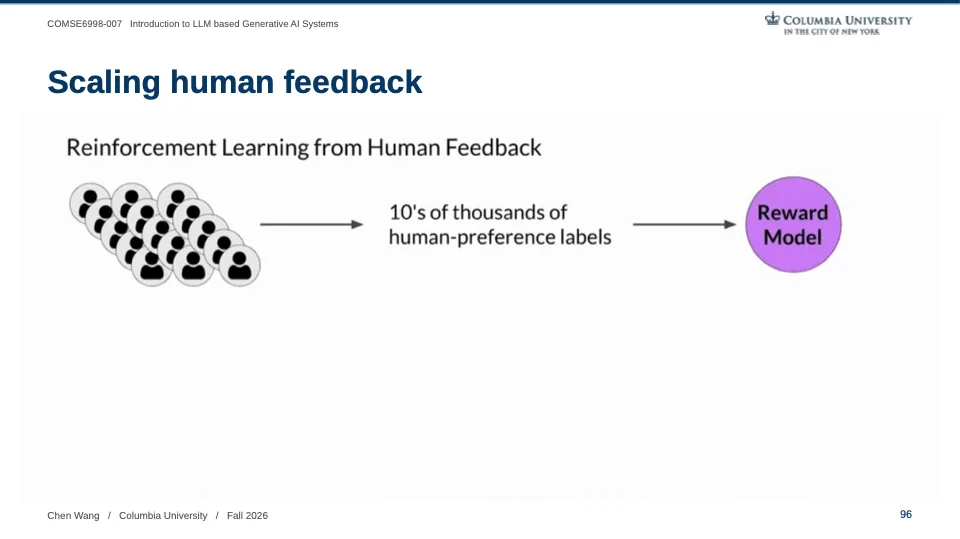 COMSE6998-007 Introduction to LLM based Generative AI Systems
COLUMBIA UNIVERSITY
IN THE CITY OF NEW YORK
Scaling human feedback
Reinforcement Learning from Human Feedback
10's of thousands of
human-preference labels
Reward
Model
Chen Wang / Columbia University / Fall 2026
96